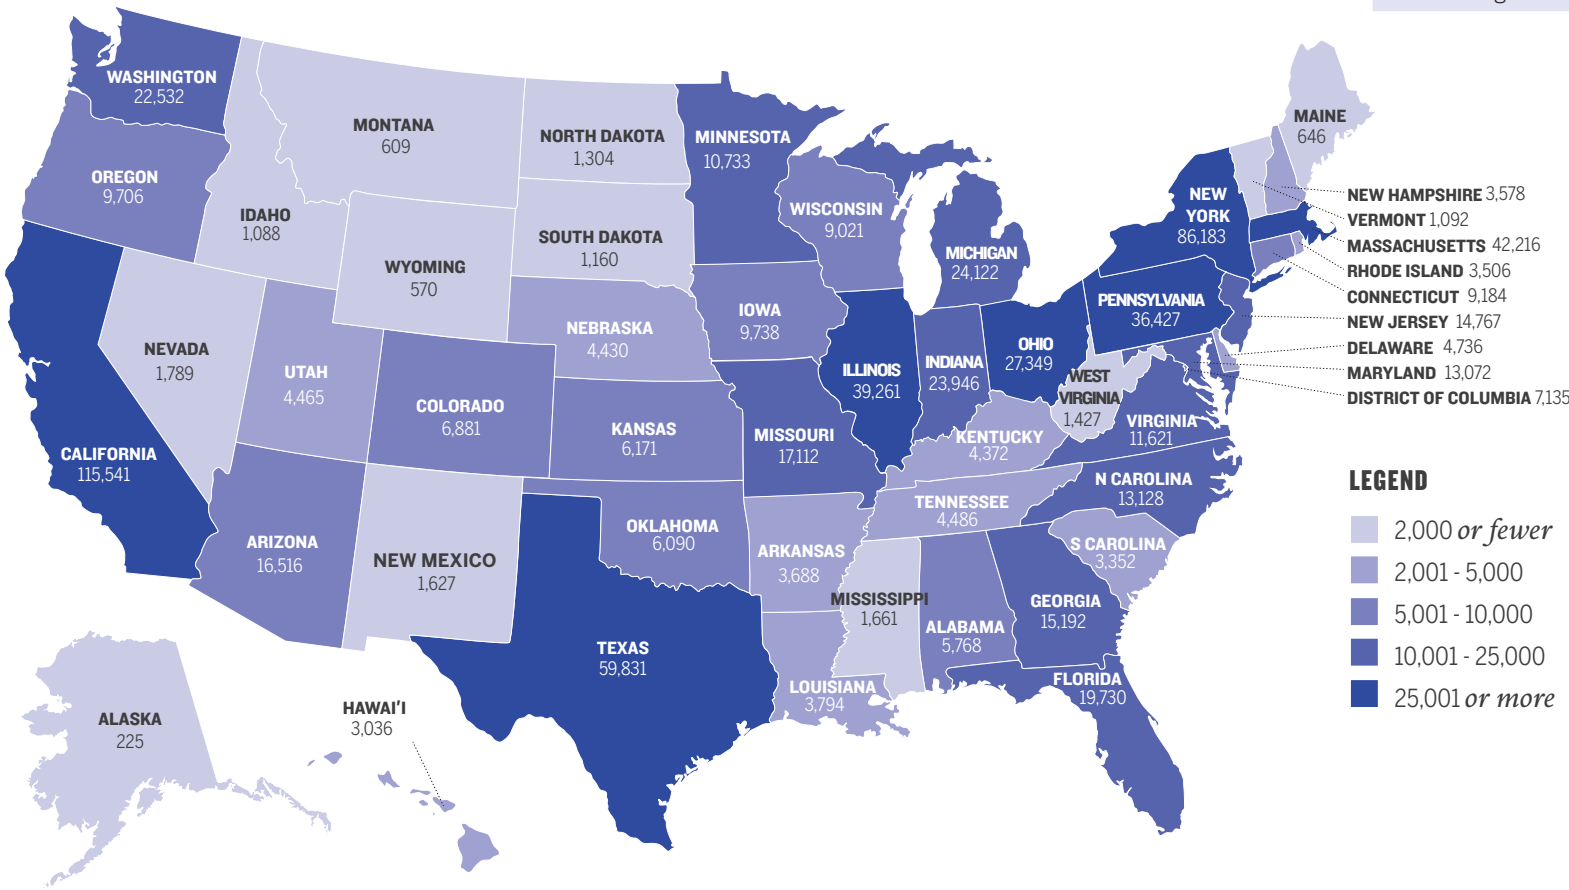 WASHINGTON
22,532
OREGON
9,706
CALIFORNIA
115,541
IDAHO
1,088
NEVADA
1,789
MONTANA
609
WYOMING
570
UTAH
4,465
ARIZONA
16,516
COLORADO
6,881
NEW MEXICO
1,627
NORTH DAKOTA
1,304
SOUTH DAKOTA
1,160
NEBRASKA
4,430
KANSAS
6,171
OKLAHOMA
6,090
TEXAS
59,831
MINNESOTA
10,733
IOWA
9,738
MISSOURI
17,112
ARKANSAS
3,688
LOUISIANA
3,794
WISCONSIN
9,021
ILLINOIS
39,261
MICHIGAN
24,122
INDIANA
23,946
OHIO
27,349
KENTUCKY
4,372
TENNESSEE
4,486
MISSISSIPPI
1,661
ALABAMA
5,768
GEORGIA
15,192
FLORIDA
19,730
S CAROLINA
3,352
N CAROLINA
13,128
VIRGINIA
11,621
WEST
VIRGINIA
1,427
PENNSYLVANIA
36,427
NEW
YORK
86,183
MAINE
646
NEW HAMPSHIRE 3,578
VERMONT 1,092
MASSACHUSETTS 42,216
RHODE ISLAND 3,506
CONNECTICUT 9,184
NEW JERSEY 14,767
DELAWARE 4,736
MARYLAND 13,072
DISTRICT OF COLUMBIA 7,135
ALASKA
225
HAWAI'I
3,036
LEGEND
2,000 or fewer
2,001 - 5,000
5,001 - 10,000
10,001 - 25,000
25,001 or more